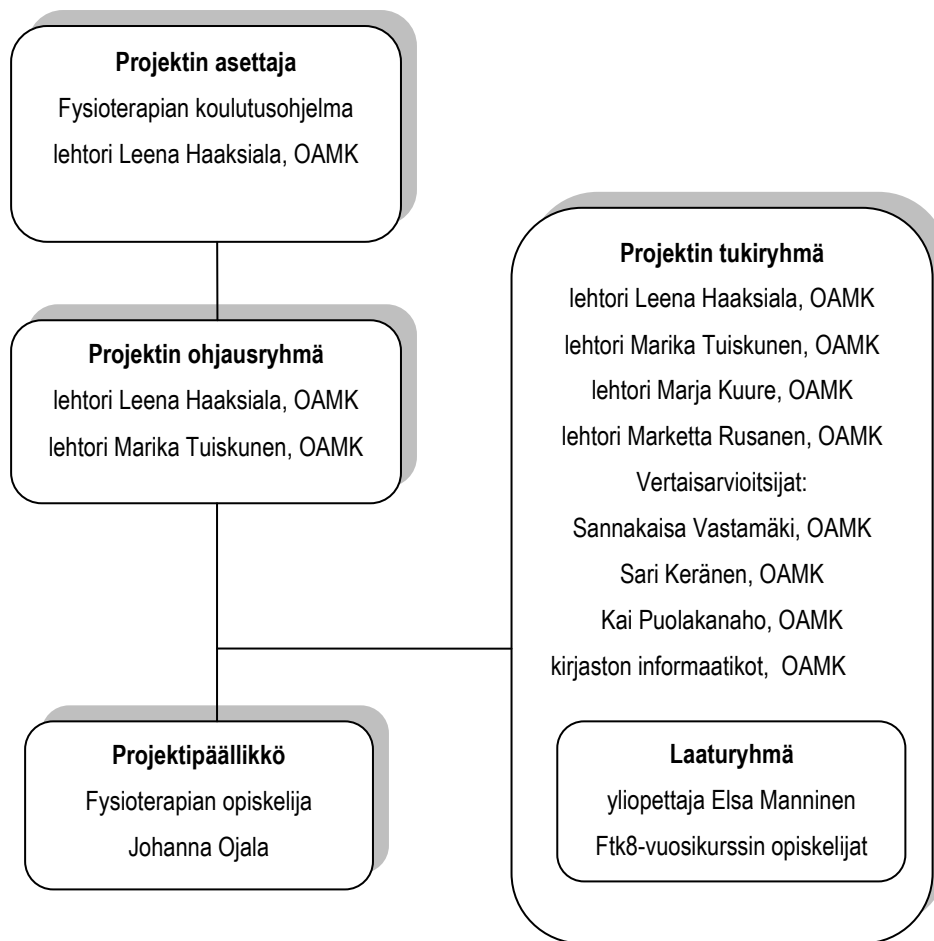 Projektin asettaja
Fysioterapian koulutusohjelma
lehtori Leena Haaksiala, OAMK
Projektin ohjausryhmä
lehtori Leena Haaksiala, OAMK
lehtori Marika Tuiskunen, OAMK
Projektipäällikkö
Fysioterapian opiskelija
Johanna Ojala
Projektin tukiryhmä
lehtori Leena Haaksiala, OAMK
lehtori Marika Tuiskunen, OAMK
lehtori Marja Kuure, OAMK
lehtori Marketta Rusanen, OAMK
Vertaisarvioitsijat:
Sannakaisa Vastamäki, OAMK
Sari Keränen, OAMK
Kai Puolakanaho, OAMK
kirjaston informaatikot, OAMK
Laaturyhmä
yliopettaja Elsa Manninen
Ftk8-vuosikurssin opiskelijat